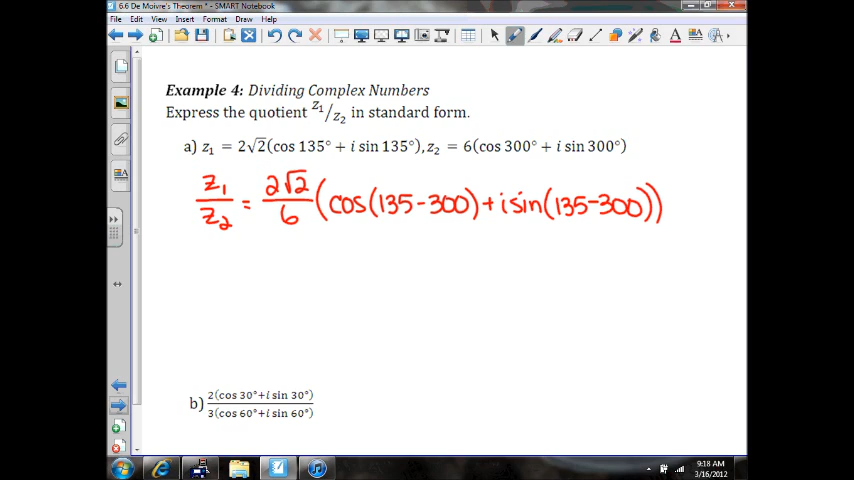 6.6 De Moivre's Theorem * - SMART Notebook
File Edit View Insert Format Draw Help
Example 4: Dividing Complex Numbers
Express the quotient z₁/z₂ in standard form.
a) z₁ = 2√2(cos 135° + i sin 135°), z₂ = 6(cos 300° + i sin 300°)
z₁/z₂ = 2√2/6 (cos(135-300) + i sin(135-300))
b) 2(cos 30°+i sin 30°)/3(cos 60°+i sin 60°)
9:18 AM
3/16/2012